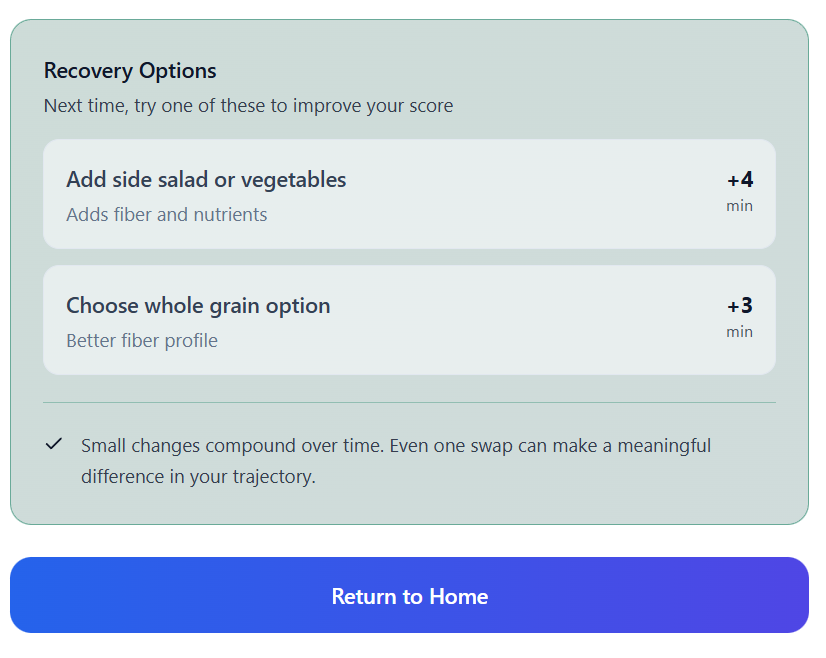 Recovery Options
Next time, try one of these to improve your score
Add side salad or vegetables
+4
Adds fiber and nutrients
min
Choose whole grain option
+3
Better fiber profile
min
Small changes compound over time. Even one swap can make a meaningful
difference in your trajectory.
Return to Home